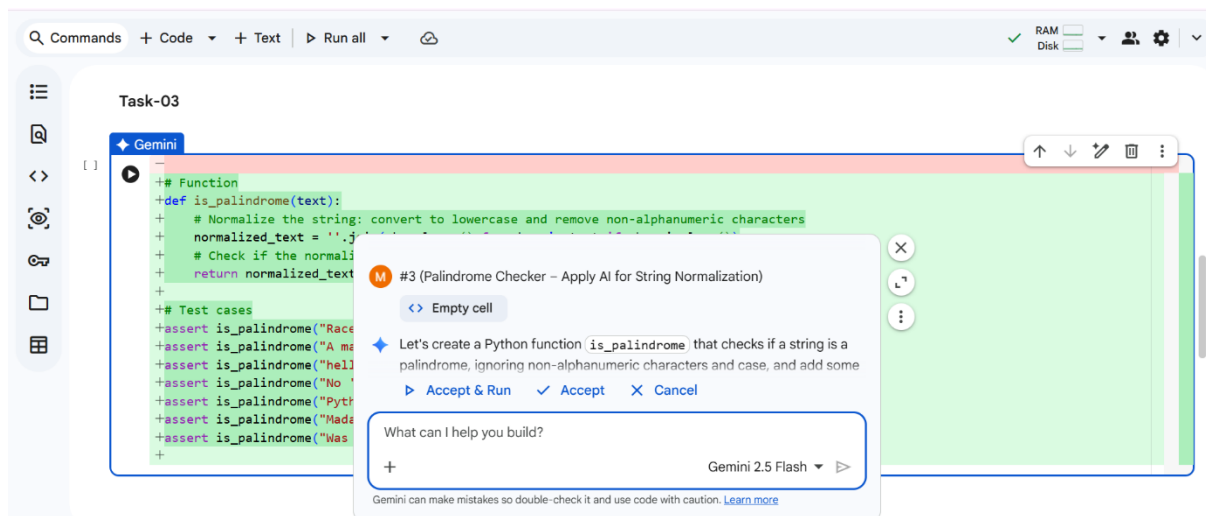 Commands + Code + Text Run all RAM Disk
Task-03
Gemini
[ ]
−
+# Function
+def is_palindrome(text):
+    # Normalize the string: convert to lowercase and remove non-alphanumeric characters
+    normalized_text = ''.j
+    # Check if the normali
+    return normalized_text
+
+# Test cases
+assert is_palindrome("Race
+assert is_palindrome("A ma
+assert is_palindrome("hell
+assert is_palindrome("No '
+assert is_palindrome("Pyth
+assert is_palindrome("Mada
+assert is_palindrome("Was
+
M #3 (Palindrome Checker – Apply AI for String Normalization)
<> Empty cell
Let's create a Python function is_palindrome that checks if a string is a
palindrome, ignoring non-alphanumeric characters and case, and add some
Accept & Run Accept Cancel
What can I help you build?
+ Gemini 2.5 Flash
Gemini can make mistakes so double-check it and use code with caution. Learn more